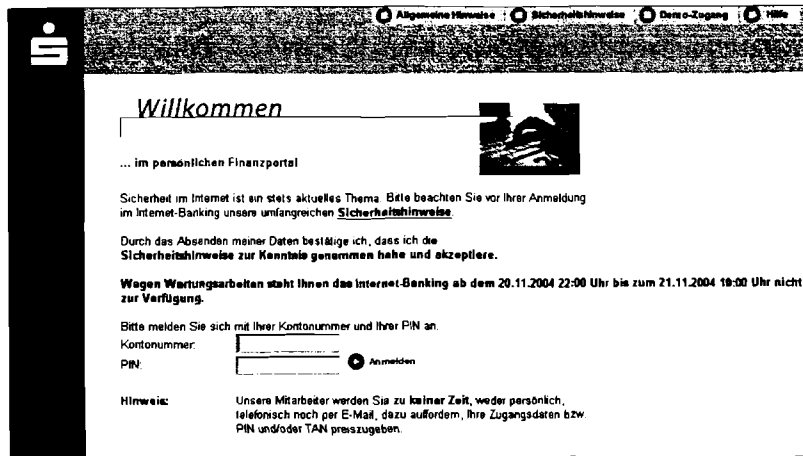 Allgemeine Hinweise Sicherheitshinweise Demo-Zugang Hilfe
Willkommen
... im persönlichen Finanzportal
Sicherheit im Internet ist ein stets aktuelles Thema. Bitte beachten Sie vor Ihrer Anmeldung
im Internet-Banking unsere umfangreichen Sicherheitshinweise.
Durch das Absenden meiner Daten bestätige ich, dass ich die
Sicherheitshinweise zur Kenntnis genommen habe und akzeptiere.
Wegen Wartungsarbeiten steht Ihnen das Internet-Banking ab dem 20.11.2004 22:00 Uhr bis zum 21.11.2004 18:00 Uhr nicht
zur Verfügung.
Bitte melden Sie sich mit Ihrer Kontonummer und Ihrer PIN an.
Kontonummer:
PIN: Anmelden
Hinweis: Unsere Mitarbeiter werden Sie zu keiner Zeit, weder persönlich,
telefonisch noch per E-Mail, dazu auffordern, Ihre Zugangsdaten bzw.
PIN und/oder TAN preiszugeben.